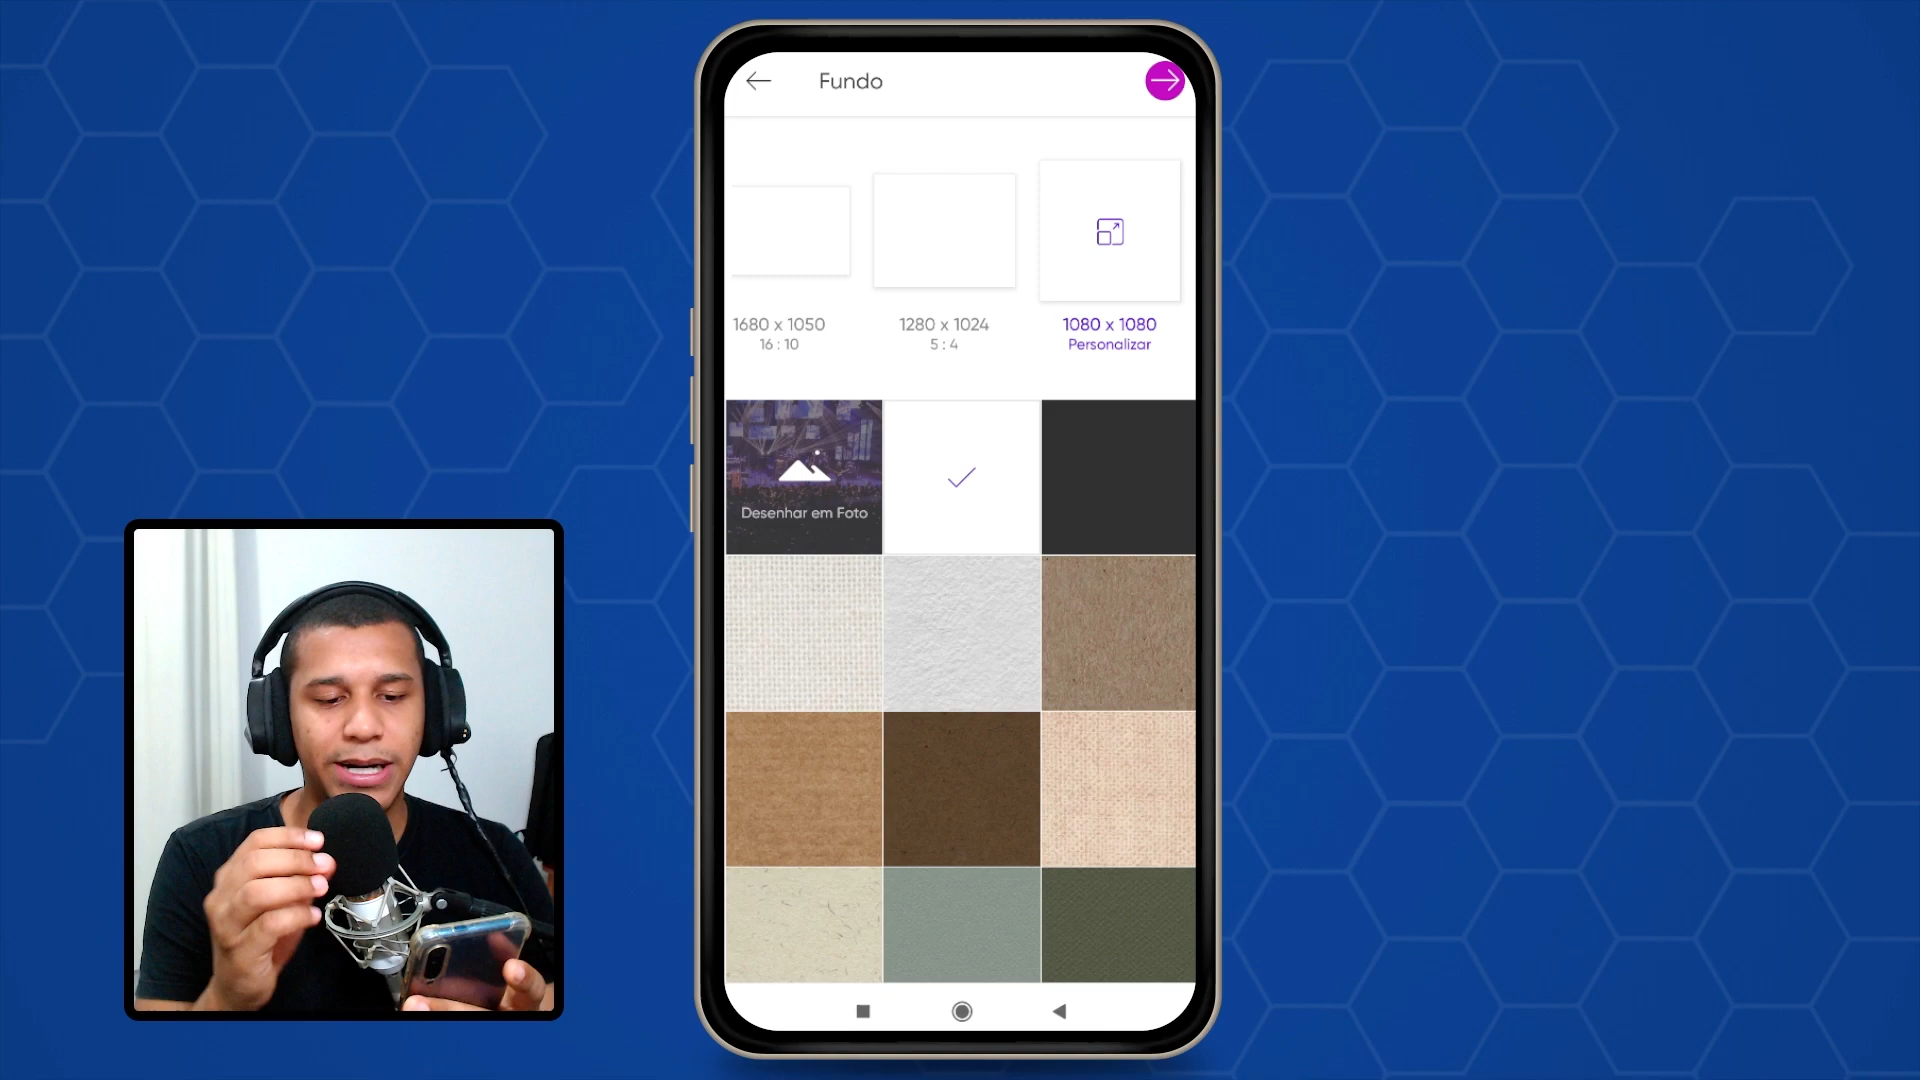 Fundo
1680 x 1050
16 : 10
1280 x 1024
5 : 4
1080 x 1080
Personalizar
Desenhar em Foto